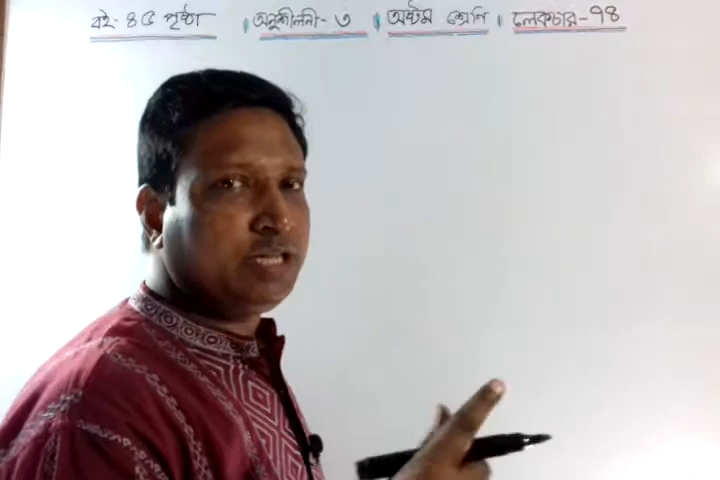 বই- ৪৫ পৃষ্ঠা , অনুশীলনী- ৩ , অষ্টম শ্রেণি , লেকচার-৭৪